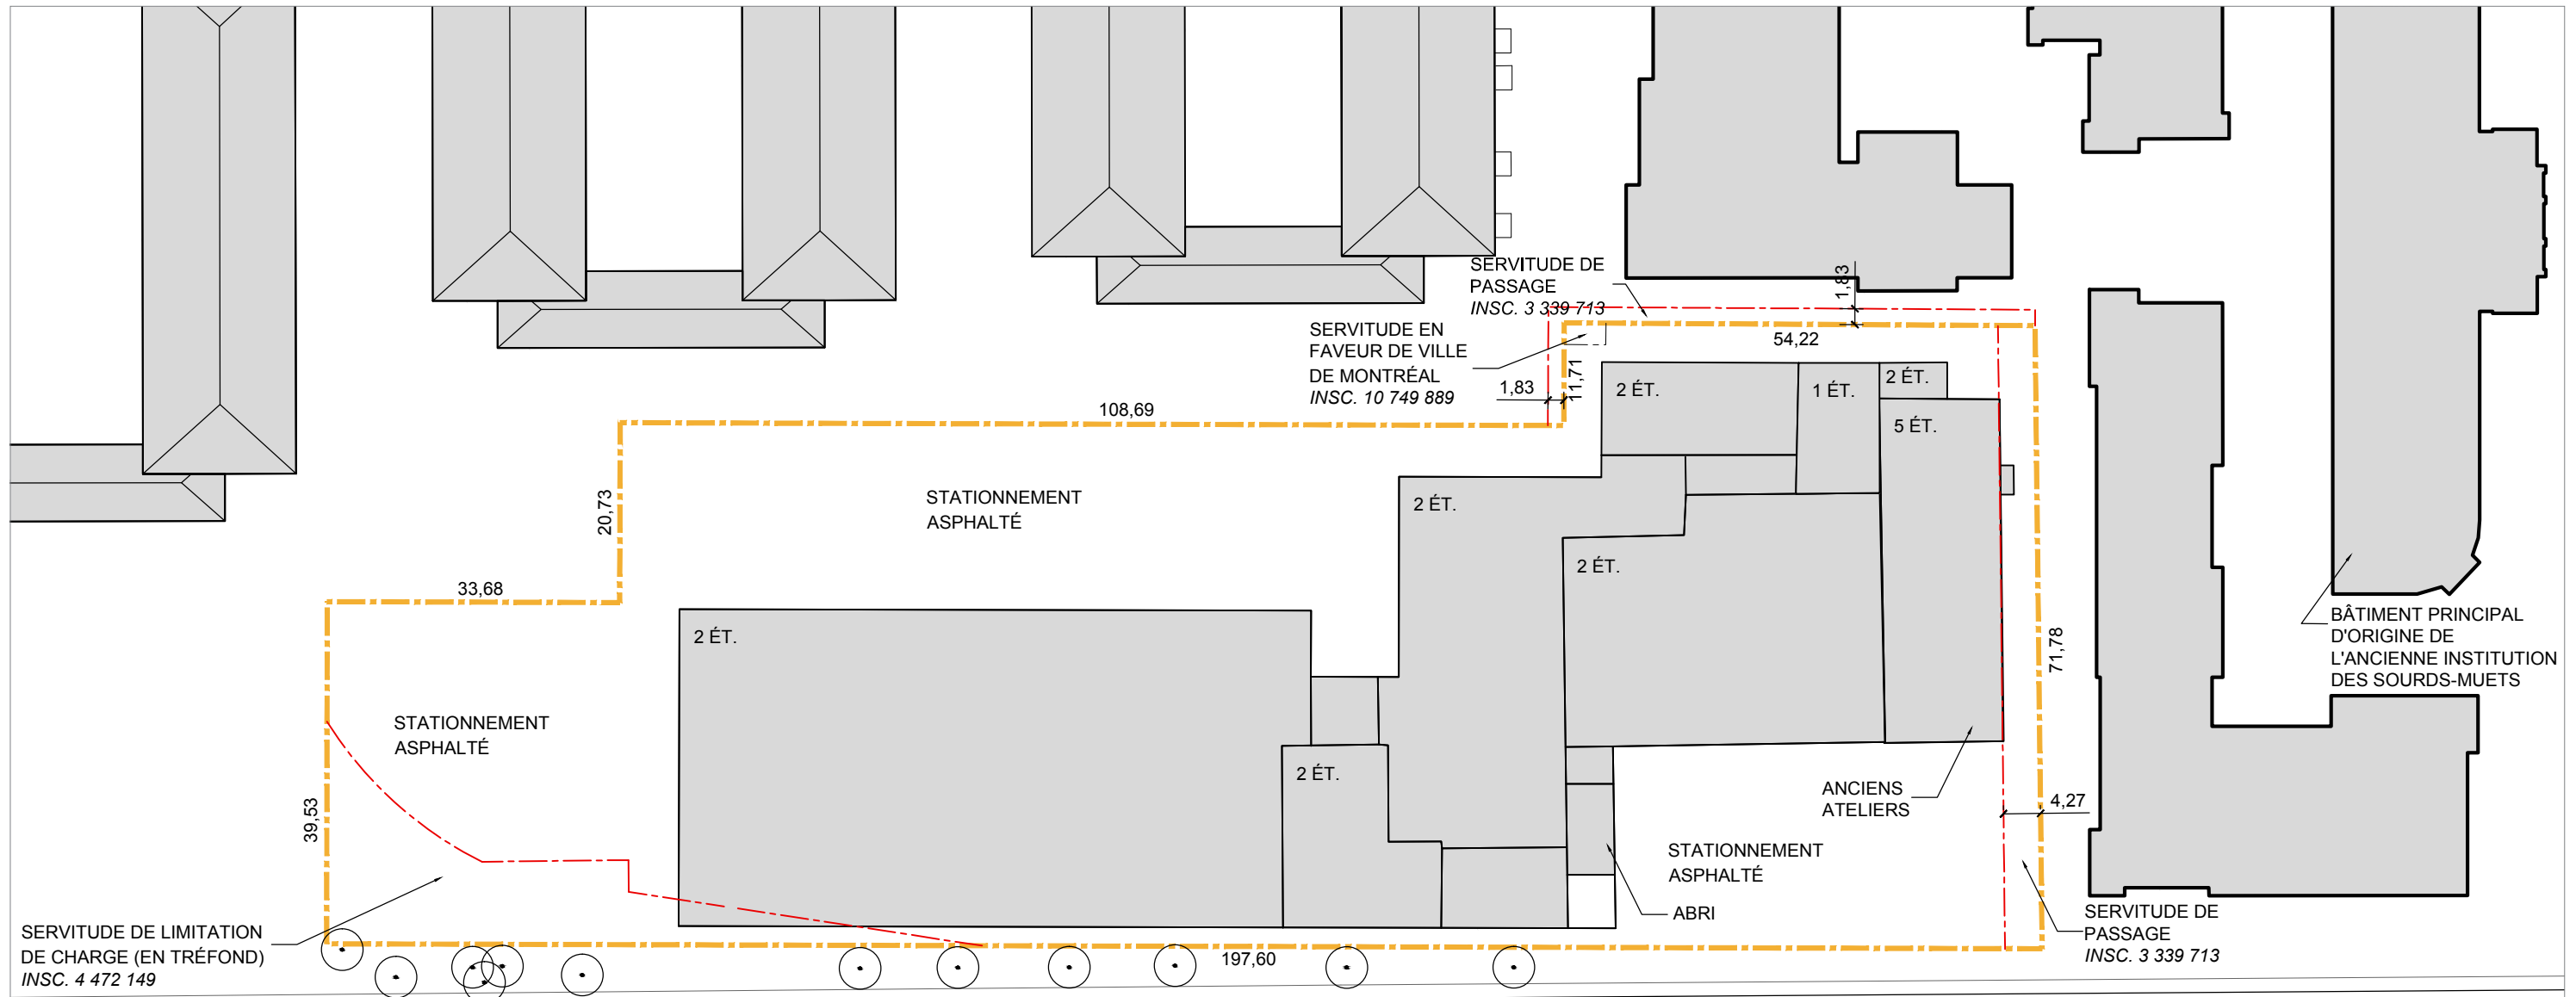 SERVITUDE DE
PASSAGE
INSC. 3 339 713
1,83
SERVITUDE EN
FAVEUR DE VILLE
DE MONTRÉAL
INSC. 10 749 889
1,83
11,71
54,22
2 ÉT.
1 ÉT.
2 ÉT.
5 ÉT.
108,69
20,73
STATIONNEMENT
ASPHALTÉ
2 ÉT.
2 ÉT.
33,68
2 ÉT.
71,78
BÂTIMENT PRINCIPAL
D'ORIGINE DE
L'ANCIENNE INSTITUTION
DES SOURDS-MUETS
STATIONNEMENT
ASPHALTÉ
2 ÉT.
39,53
ANCIENS
ATELIERS
4,27
STATIONNEMENT
ASPHALTÉ
ABRI
SERVITUDE DE LIMITATION
DE CHARGE (EN TRÉFOND)
INSC. 4 472 149
197,60
SERVITUDE DE
PASSAGE
INSC. 3 339 713